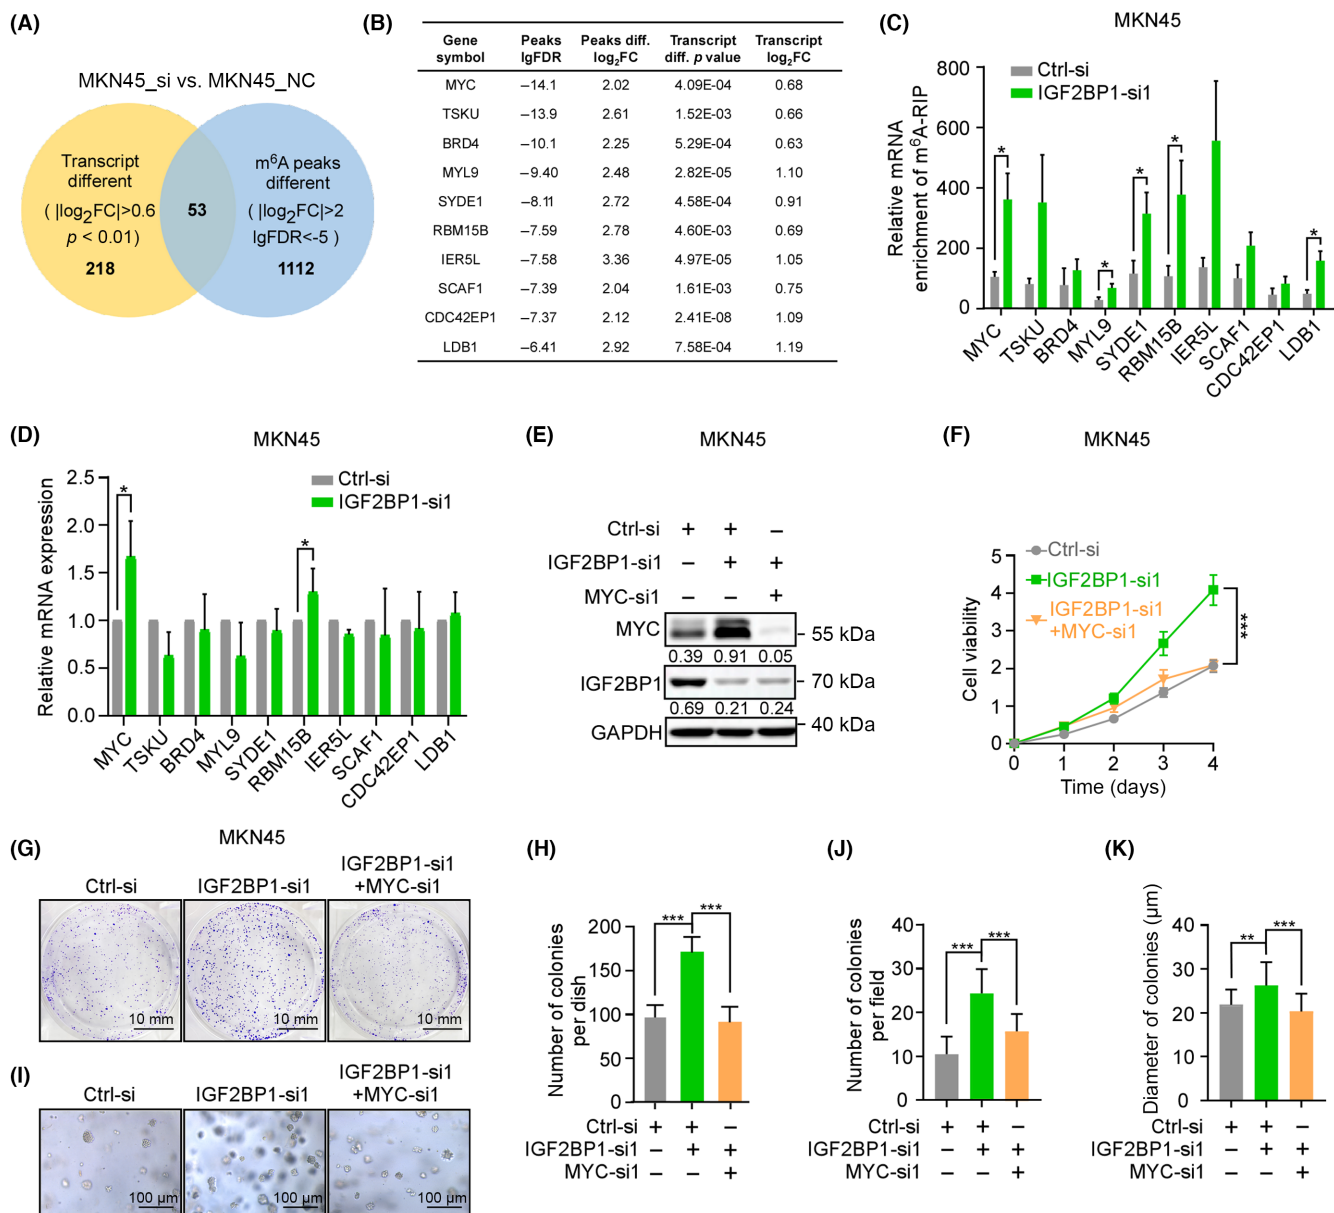 (A)
MKN45_si vs. MKN45_NC
Transcript
different
( |log2FC|>0.6
p < 0.01)
218
53
m6A peaks
different
( |log2FC|>2
lgFDR<-5 )
1112
(B)
Gene symbol Peaks lgFDR Peaks diff. log2FC Transcript diff. p value Transcript log2FC
MYC –14.1 2.02 4.09E-04 0.68
TSKU –13.9 2.61 1.52E-03 0.66
BRD4 –10.1 2.25 5.29E-04 0.63
MYL9 –9.40 2.48 2.82E-05 1.10
SYDE1 –8.11 2.72 4.58E-04 0.91
RBM15B –7.59 2.78 4.60E-03 0.69
IER5L –7.58 3.36 4.97E-05 1.05
SCAF1 –7.39 2.04 1.61E-03 0.75
CDC42EP1 –7.37 2.12 2.41E-08 1.09
LDB1 –6.41 2.92 7.58E-04 1.19
(C)
MKN45
Ctrl-si
IGF2BP1-si1
Relative mRNA
enrichment of m6A-RIP
800
600
400
200
0
* * * * *
MYC TSKU BRD4 MYL9 SYDE1 RBM15B IER5L SCAF1 CDC42EP1 LDB1
(D)
MKN45
Ctrl-si
IGF2BP1-si1
Relative mRNA expression
2.5
2.0
1.5
1.0
0.5
0.0
* *
MYC TSKU BRD4 MYL9 SYDE1 RBM15B IER5L SCAF1 CDC42EP1 LDB1
(E)
MKN45
Ctrl-si + + –
IGF2BP1-si1 – + +
MYC-si1 – – +
MYC - 55 kDa
0.39 0.91 0.05
IGF2BP1 - 70 kDa
0.69 0.21 0.24
GAPDH - 40 kDa
(F)
MKN45
Ctrl-si
IGF2BP1-si1
IGF2BP1-si1
+MYC-si1
***
Cell viability
5
4
3
2
1
0
0 1 2 3 4
Time (days)
(G)
MKN45
Ctrl-si IGF2BP1-si1 IGF2BP1-si1
+MYC-si1
10 mm 10 mm 10 mm
(H)
Number of colonies
per dish
200
150
100
50
0
*** ***
Ctrl-si + + –
IGF2BP1-si1 – + +
MYC-si1 – – +
(I)
Ctrl-si IGF2BP1-si1 IGF2BP1-si1
+MYC-si1
100 µm 100 µm 100 µm
(J)
Number of colonies
per field
40
30
20
10
0
*** ***
Ctrl-si + + –
IGF2BP1-si1 – + +
MYC-si1 – – +
(K)
Diameter of colonies (µm)
40
30
20
10
0
** ***
Ctrl-si + + –
IGF2BP1-si1 – + +
MYC-si1 – – +